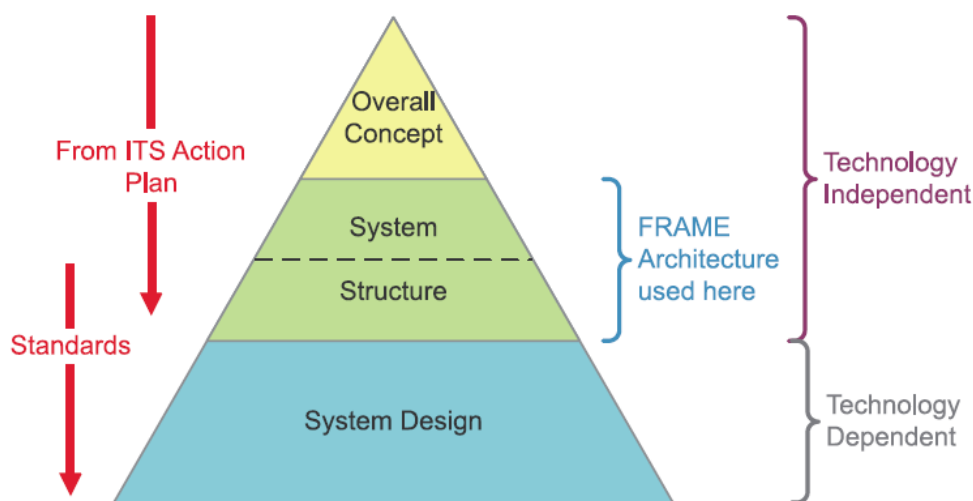 Overall
Concept
From ITS Action
Plan
System
Structure
Standards
System Design
FRAME
Architecture
used here
Technology
Independent
Technology
Dependent